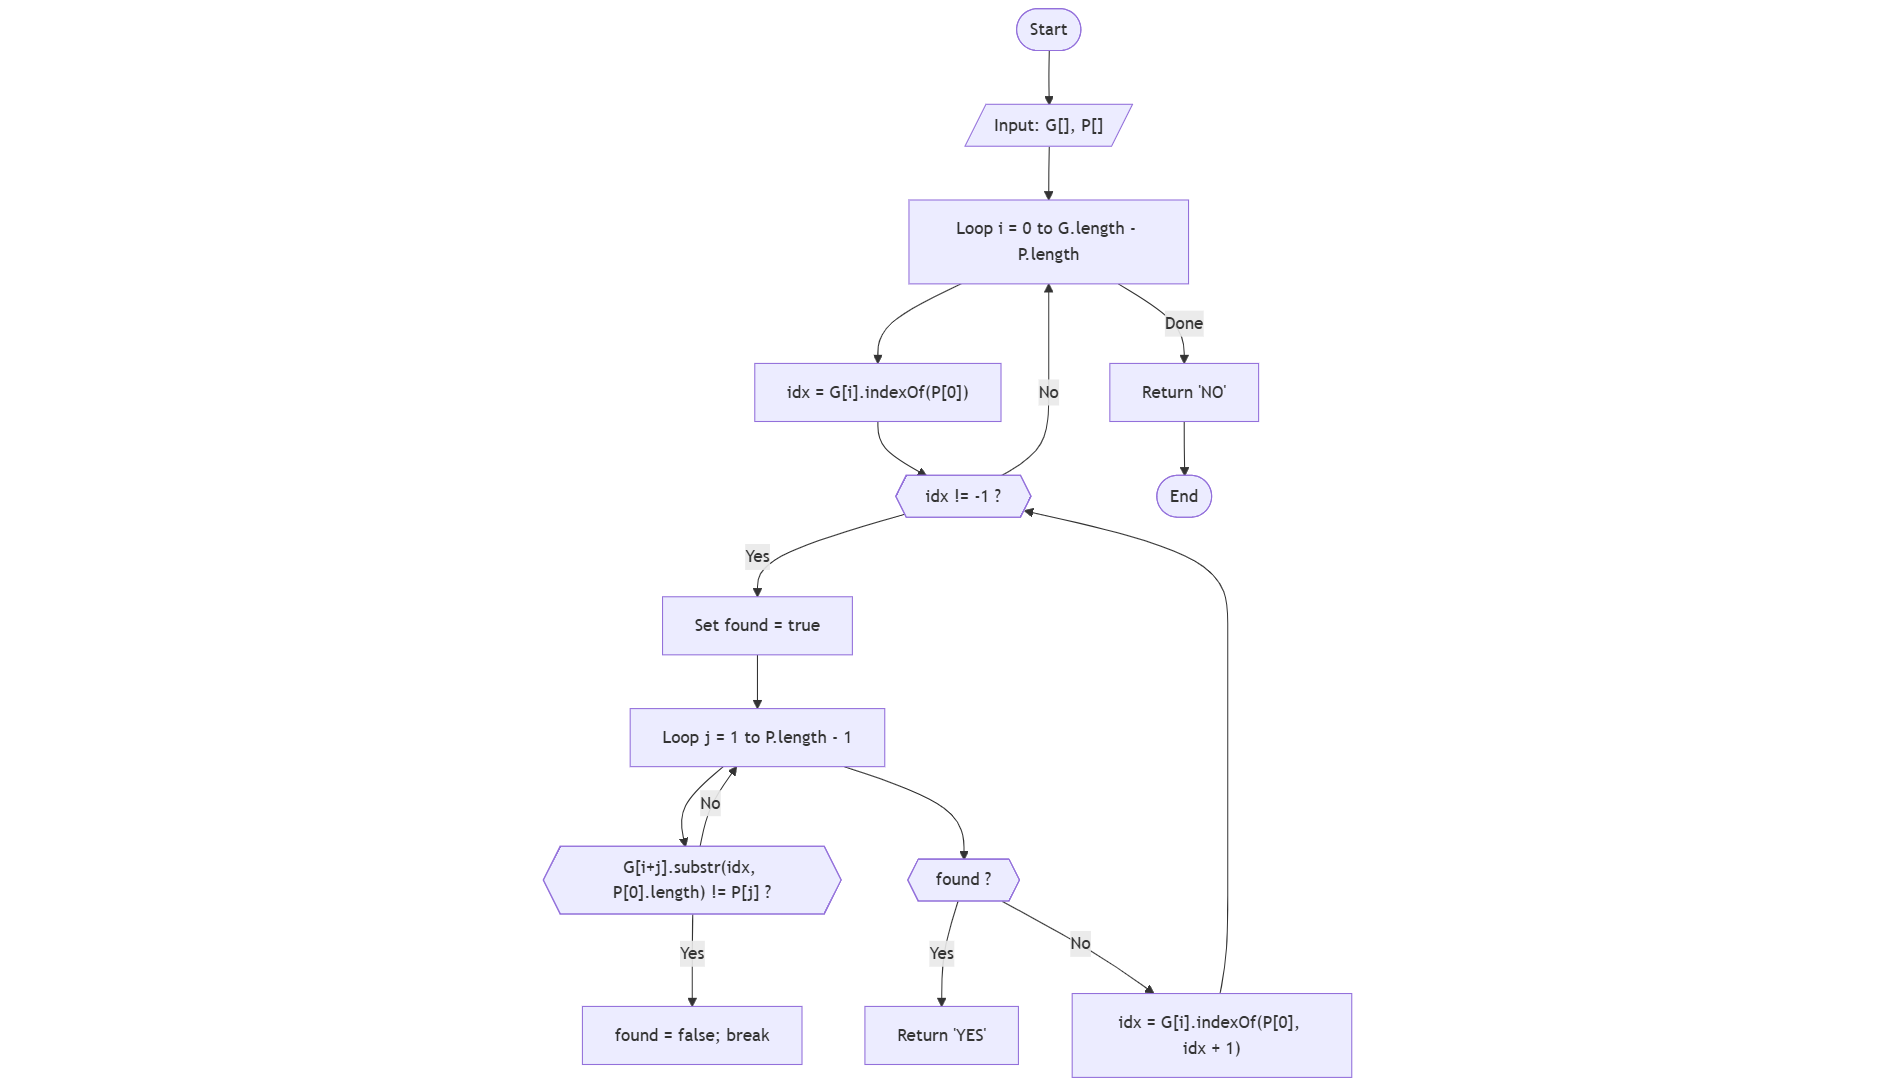 Start
Input: G[], P[]
Loop i = 0 to G.length -
P.length
Done
idx = G[i].indexOf(P[0])
No
Return 'NO'
idx != -1 ?
End
Yes
Set found = true
Loop j = 1 to P.length - 1
No
G[i+j].substr(idx,
P[0].length) != P[j] ?
found ?
Yes
Yes
No
found = false; break
Return 'YES'
idx = G[i].indexOf(P[0],
idx + 1)